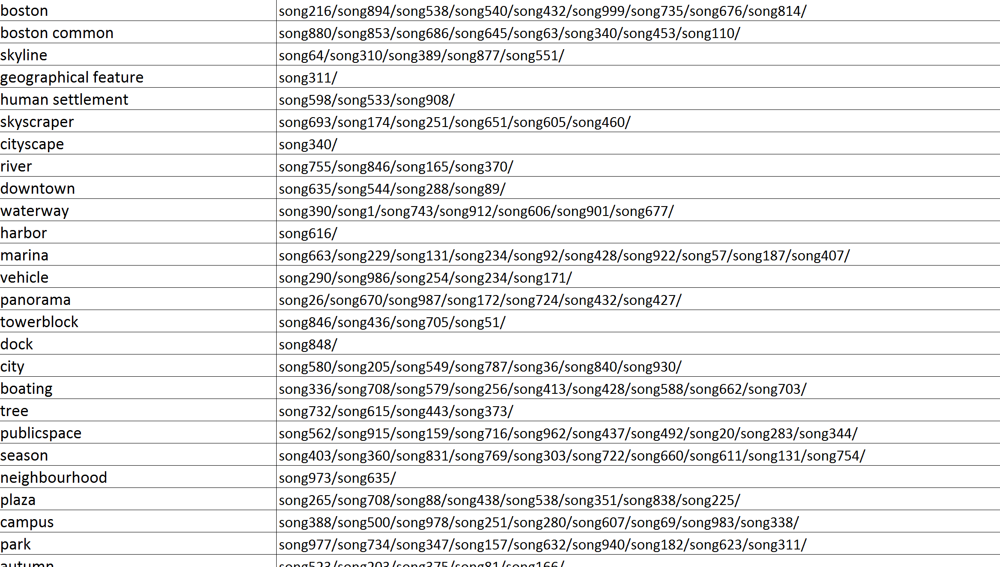 boston song216/song894/song538/song540/song432/song999/song735/song676/song814/
boston common song880/song853/song686/song645/song63/song340/song453/song110/
skyline song64/song310/song389/song877/song551/
geographical feature song311/
human settlement song598/song533/song908/
skyscraper song693/song174/song251/song651/song605/song460/
cityscape song340/
river song755/song846/song165/song370/
downtown song635/song544/song288/song89/
waterway song390/song1/song743/song912/song606/song901/song677/
harbor song616/
marina song663/song229/song131/song234/song92/song428/song922/song57/song187/song407/
vehicle song290/song986/song254/song234/song171/
panorama song26/song670/song987/song172/song724/song432/song427/
towerblock song846/song436/song705/song51/
dock song848/
city song580/song205/song549/song787/song36/song840/song930/
boating song336/song708/song579/song256/song413/song428/song588/song662/song703/
tree song732/song615/song443/song373/
publicspace song562/song915/song159/song716/song962/song437/song492/song20/song283/song344/
season song403/song360/song831/song769/song303/song722/song660/song611/song131/song754/
neighbourhood song973/song635/
plaza song265/song708/song88/song438/song538/song351/song838/song225/
campus song388/song500/song978/song251/song280/song607/song69/song983/song338/
park song977/song734/song347/song157/song632/song940/song182/song623/song311/
autumn song523/song203/song375/song81/song166/